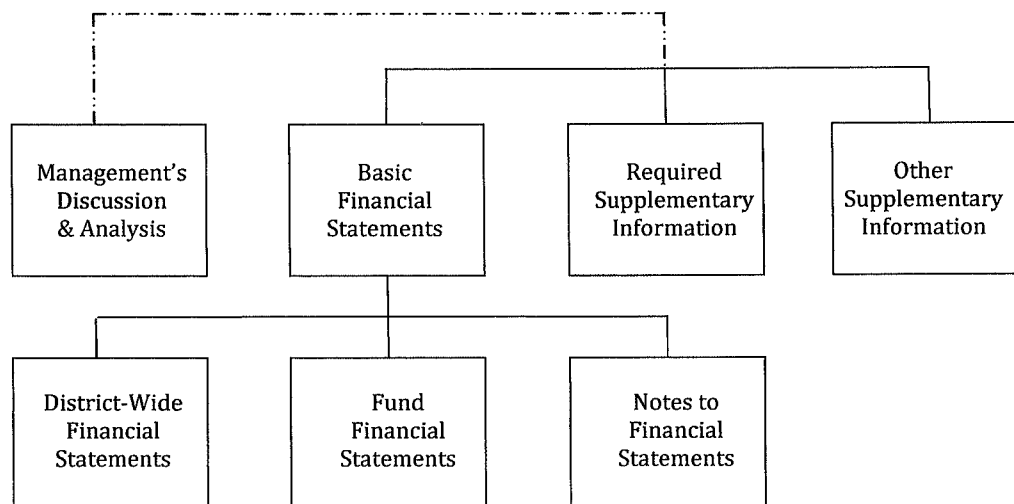 Management's
Discussion
& Analysis
Basic
Financial
Statements
Required
Supplementary
Information
Other
Supplementary
Information
District-Wide
Financial
Statements
Fund
Financial
Statements
Notes to
Financial
Statements